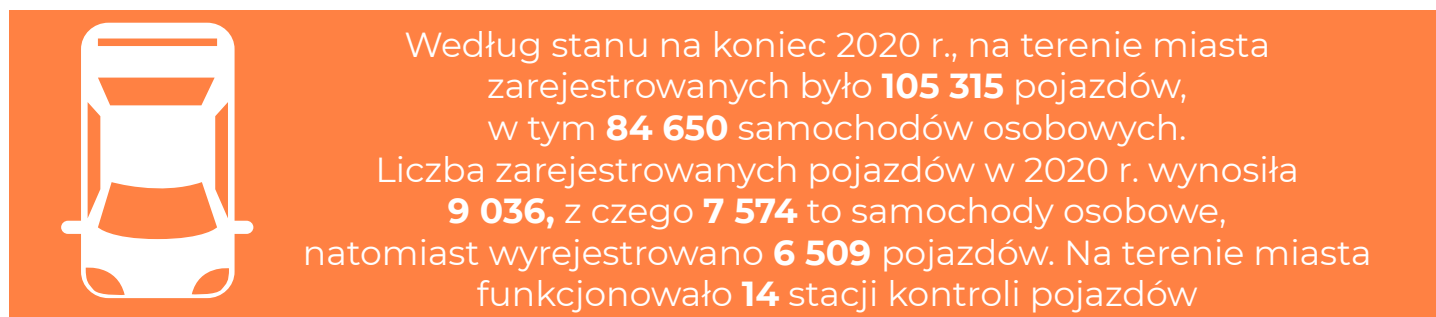 Według stanu na koniec 2020 r., na terenie miasta
zarejestrowanych było 105 315 pojazdów,
w tym 84 650 samochodów osobowych.
Liczba zarejestrowanych pojazdów w 2020 r. wynosiła
9 036, z czego 7 574 to samochody osobowe,
natomiast wyrejestrowano 6 509 pojazdów. Na terenie miasta
funkcjonowało 14 stacji kontroli pojazdów